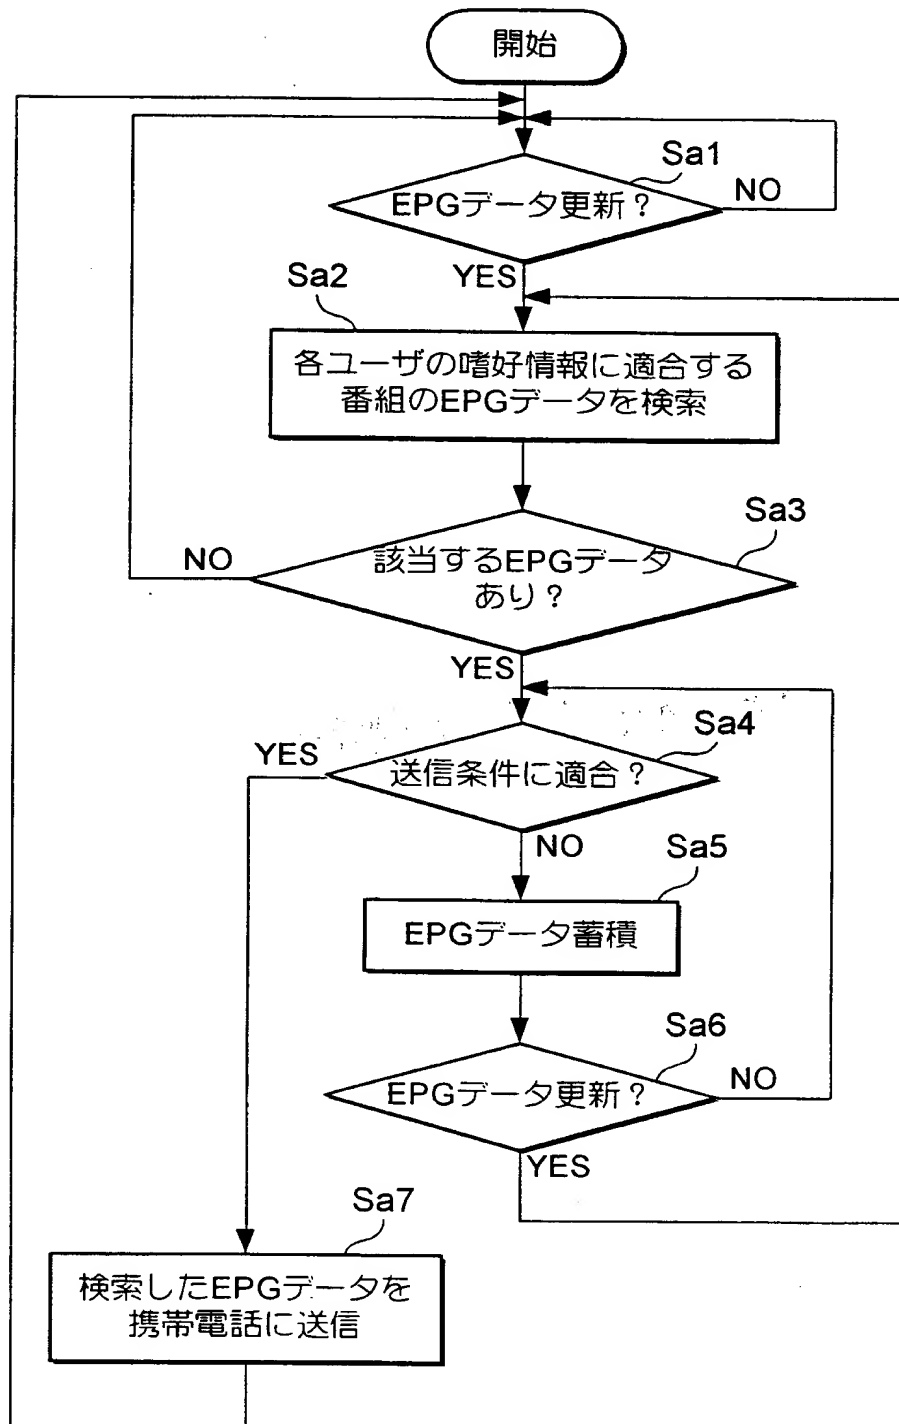 開始
Sa1
EPGデータ更新？
NO
YES
Sa2
各ユーザの嗜好情報に適合する
番組のEPGデータを検索
Sa3
NO
該当するEPGデータ
あり？
YES
Sa4
YES
送信条件に適合？
NO
Sa5
EPGデータ蓄積
Sa6
EPGデータ更新？
NO
YES
Sa7
検索したEPGデータを
携帯電話に送信